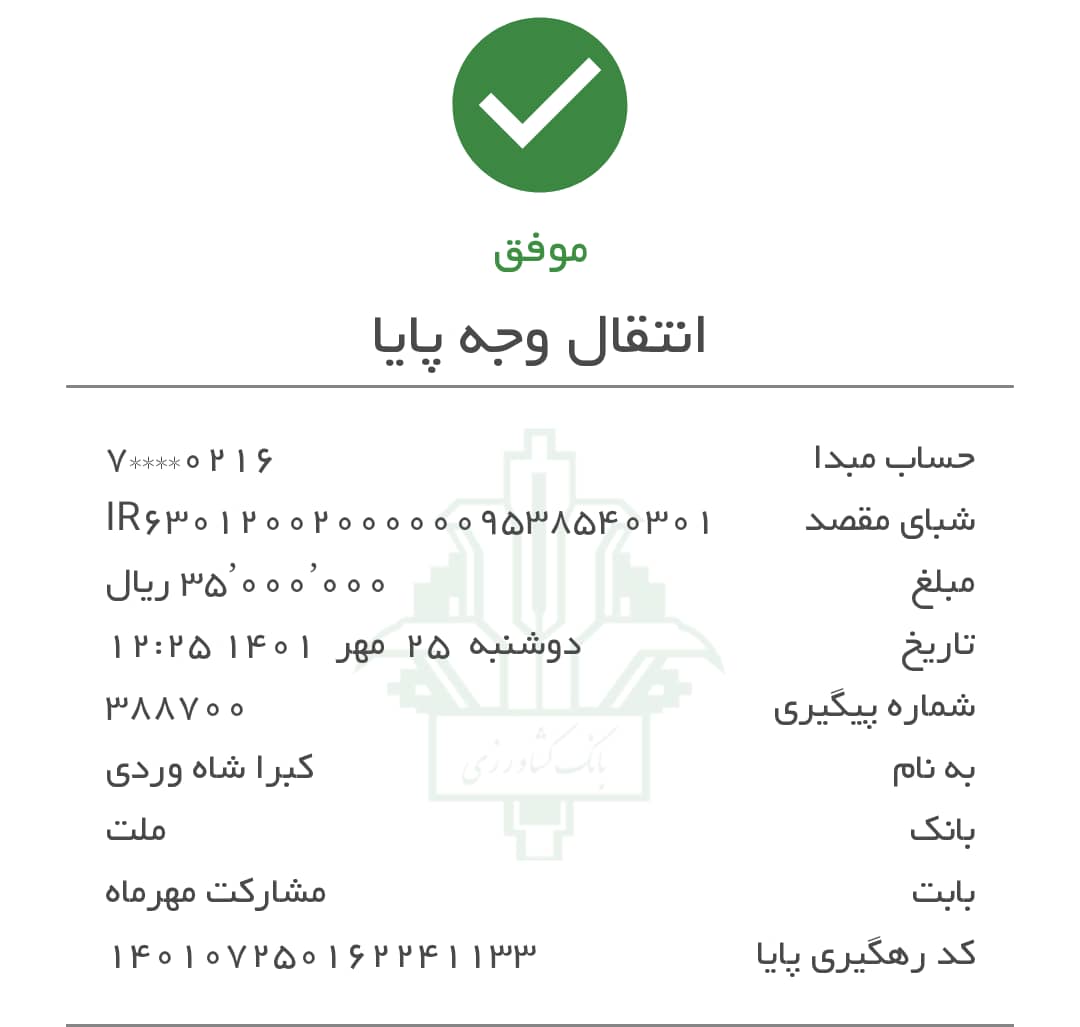 موفق
انتقال وجه پایا
حساب مبدا ۷****۰۲۱۶
شبای مقصد IR۶۳۰۱۲۰۰۲۰۰۰۰۰۰۹۵۳۸۵۴۰۳۰۱
مبلغ ۳۵٬۰۰۰٬۰۰۰ ریال
تاریخ دوشنبه ۲۵ مهر ۱۴۰۱ ۱۲:۲۵
شماره پیگیری ۳۸۸۷۰۰
به نام کبرا شاه وردی
بانک ملت
بابت مشارکت مهرماه
کد رهگیری پایا ۱۴۰۱۰۷۲۵۰۱۶۲۲۴۱۱۳۳
بانک کشاورزی